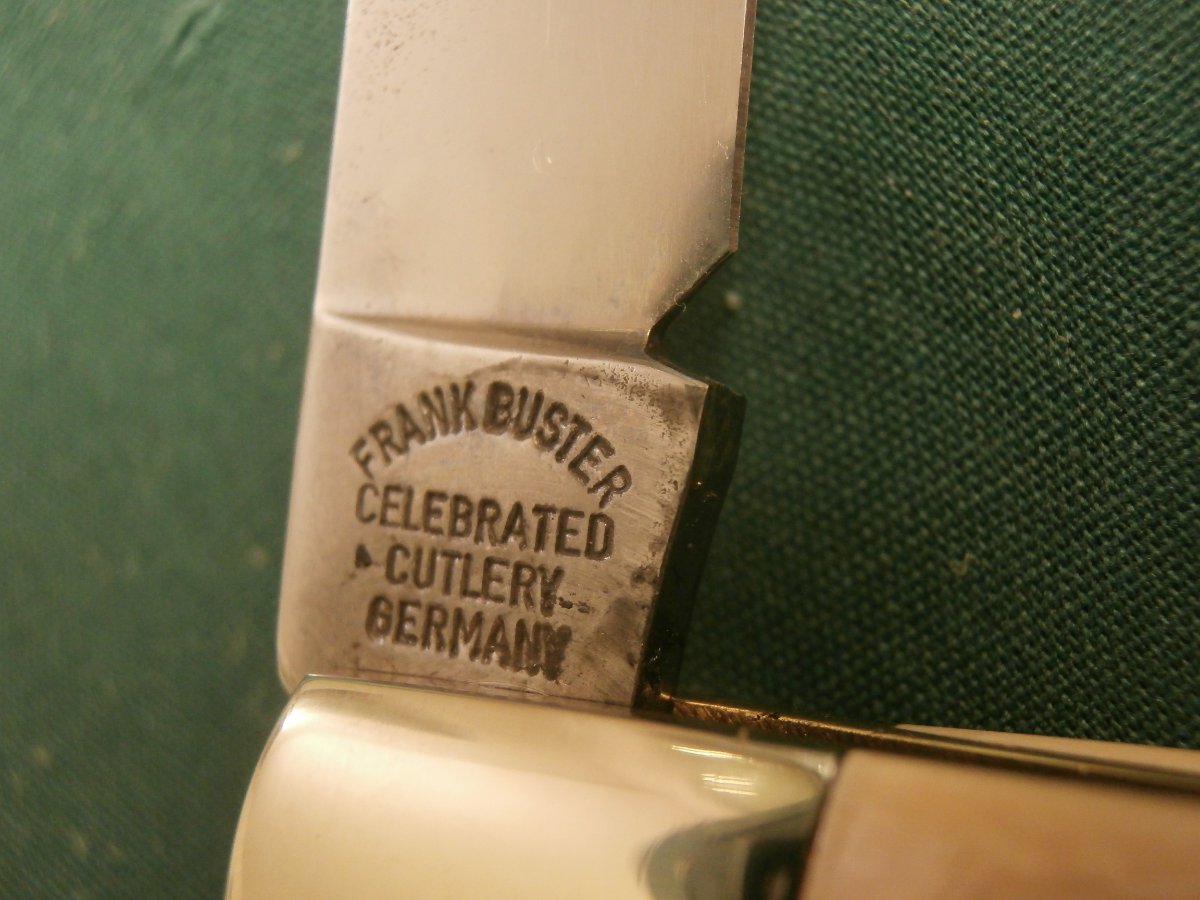 FRANK BUSTER
CELEBRATED
CUTLERY
GERMANY